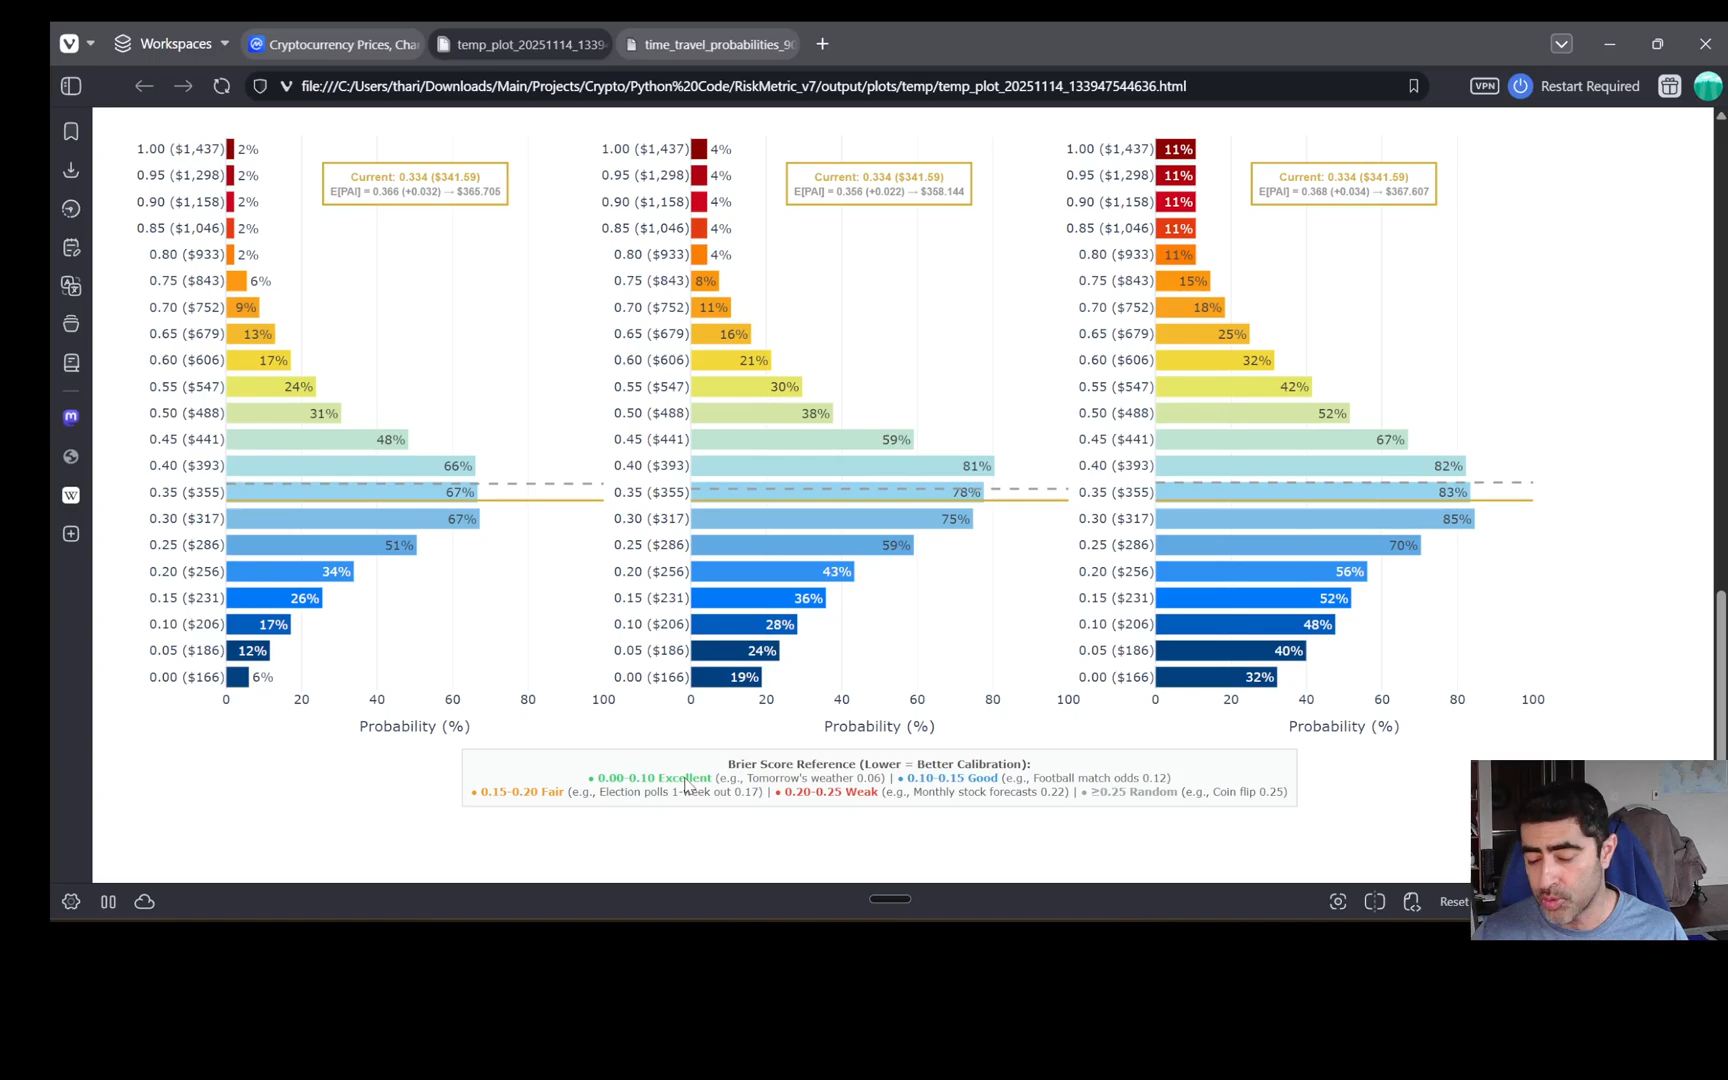 Workspaces
Cryptocurrency Prices, Cha
temp_plot_20251114_1339
time_travel_probabilities_90
file:///C:/Users/thari/Downloads/Main/Projects/Crypto/Python%20Code/RiskMetric_v7/output/plots/temp/temp_plot_20251114_133947544636.html
VPN
Restart Required
1.00 ($1,437) 2%
0.95 ($1,298) 2%
0.90 ($1,158) 2%
0.85 ($1,046) 2%
0.80 ($933) 2%
0.75 ($843) 6%
0.70 ($752) 9%
0.65 ($679) 13%
0.60 ($606) 17%
0.55 ($547) 24%
0.50 ($488) 31%
0.45 ($441) 48%
0.40 ($393) 66%
0.35 ($355) 67%
0.30 ($317) 67%
0.25 ($286) 51%
0.20 ($256) 34%
0.15 ($231) 26%
0.10 ($206) 17%
0.05 ($186) 12%
0.00 ($166) 6%
Current: 0.334 ($341.59)
E[PAI] = 0.366 (+0.032) → $365.705
0 20 40 60 80 100
Probability (%)
1.00 ($1,437) 4%
0.95 ($1,298) 4%
0.90 ($1,158) 4%
0.85 ($1,046) 4%
0.80 ($933) 4%
0.75 ($843) 8%
0.70 ($752) 11%
0.65 ($679) 16%
0.60 ($606) 21%
0.55 ($547) 30%
0.50 ($488) 38%
0.45 ($441) 59%
0.40 ($393) 81%
0.35 ($355) 78%
0.30 ($317) 75%
0.25 ($286) 59%
0.20 ($256) 43%
0.15 ($231) 36%
0.10 ($206) 28%
0.05 ($186) 24%
0.00 ($166) 19%
Current: 0.334 ($341.59)
E[PAI] = 0.356 (+0.022) → $358.144
0 20 40 60 80 100
Probability (%)
1.00 ($1,437) 11%
0.95 ($1,298) 11%
0.90 ($1,158) 11%
0.85 ($1,046) 11%
0.80 ($933) 11%
0.75 ($843) 15%
0.70 ($752) 18%
0.65 ($679) 25%
0.60 ($606) 32%
0.55 ($547) 42%
0.50 ($488) 52%
0.45 ($441) 67%
0.40 ($393) 82%
0.35 ($355) 83%
0.30 ($317) 85%
0.25 ($286) 70%
0.20 ($256) 56%
0.15 ($231) 52%
0.10 ($206) 48%
0.05 ($186) 40%
0.00 ($166) 32%
Current: 0.334 ($341.59)
E[PAI] = 0.368 (+0.034) → $367.607
0 20 40 60 80 100
Probability (%)
Brier Score Reference (Lower = Better Calibration):
● 0.00-0.10 Excellent (e.g., Tomorrow's weather 0.06) | ● 0.10-0.15 Good (e.g., Football match odds 0.12)
● 0.15-0.20 Fair (e.g., Election polls 1-week out 0.17) | ● 0.20-0.25 Weak (e.g., Monthly stock forecasts 0.22) | ● ≥0.25 Random (e.g., Coin flip 0.25)
Reset